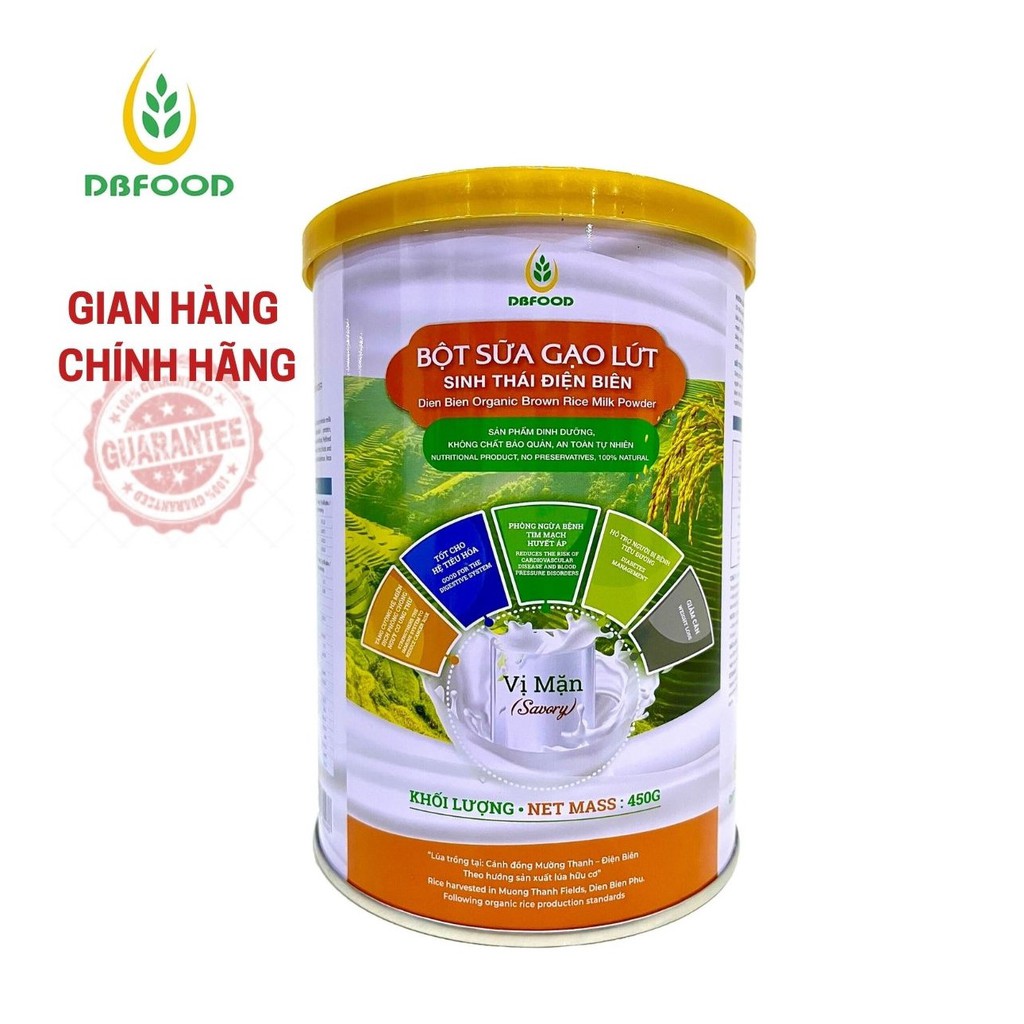 DBFOOD
GIAN HÀNG
CHÍNH HÃNG
100% GUARANTEED
GUARANTEE
100% GUARANTEED
DBFOOD
BỘT SỮA GẠO LỨT
SINH THÁI ĐIỆN BIÊN
Dien Bien Organic Brown Rice Milk Powder
SẢN PHẨM DINH DƯỠNG,
KHÔNG CHẤT BẢO QUẢN, AN TOÀN TỰ NHIÊN
NUTRITIONAL PRODUCT, NO PRESERVATIVES, 100% NATURAL
TỐT CHO
HỆ TIÊU HÓA
GOOD FOR THE
DIGESTIVE SYSTEM
PHÒNG NGỪA BỆNH
TIM MẠCH
HUYẾT ÁP
REDUCES THE RISK OF
CARDIOVASCULAR
DISEASE AND BLOOD
PRESSURE DISORDERS
HỖ TRỢ NGƯỜI BỊ BỆNH
TIỂU ĐƯỜNG
DIABETES
MANAGEMENT
GIẢM CÂN
WEIGHT LOSS
Vị Mặn
(Savory)
KHỐI LƯỢNG • NET MASS : 450G
"Lúa trồng tại: Cánh đồng Mường Thanh – Điện Biên
Theo hướng sản xuất lúa hữu cơ"
Rice harvested in Muong Thanh Fields, Dien Bien Phu.
Following organic rice production standards